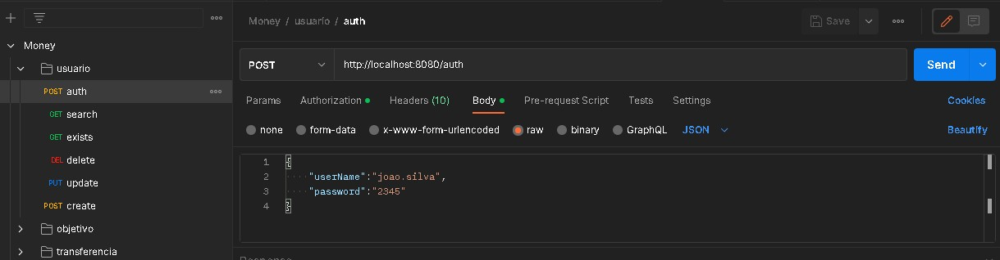 Money / usuario / auth
Save
Money
usuario
POST auth
GET search
GET exists
DEL delete
PUT update
POST create
objetivo
transferencia
POST
http://localhost:8080/auth
Send
Params Authorization Headers (10) Body Pre-request Script Tests Settings Cookies
none form-data x-www-form-urlencoded raw binary GraphQL JSON Beautify
1 {
2 "userName":"joao.silva",
3 "password":"2345"
4 }
Response